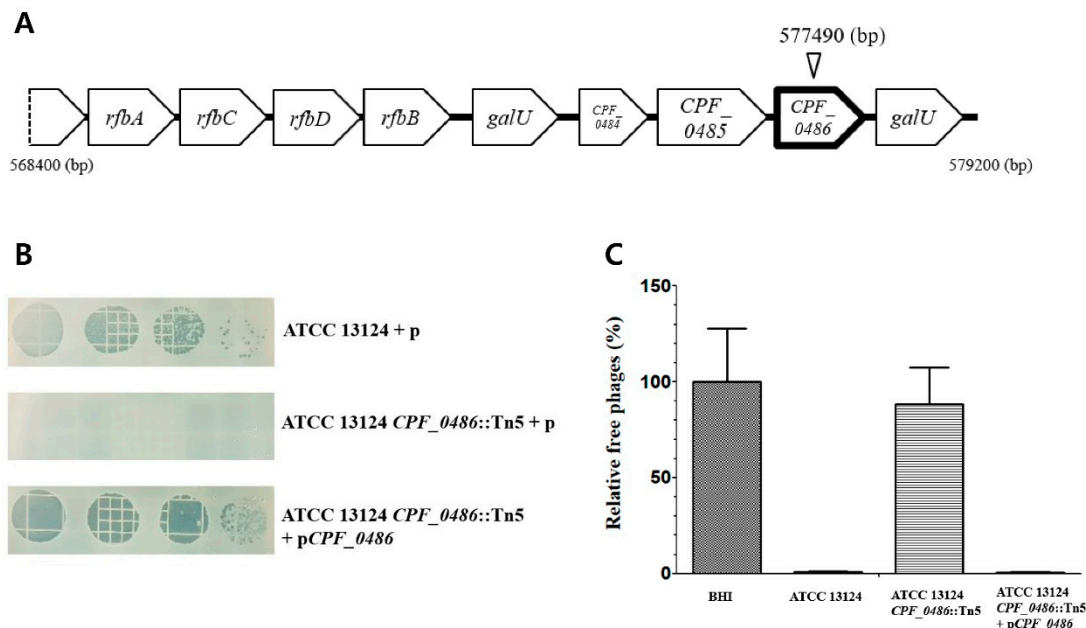 A
577490 (bp)
rfbA rfbC rfbD rfbB galU CPF_ 0484 CPF_ 0485 CPF_ 0486 galU
568400 (bp) 579200 (bp)
B
ATCC 13124 + p
ATCC 13124 CPF_0486::Tn5 + p
ATCC 13124 CPF_0486::Tn5
+ pCPF_0486
C
Relative free phages (%)
150
100
50
0
BHI
ATCC 13124
ATCC 13124
CPF_0486::Tn5
ATCC 13124
CPF_0486::Tn5
+ pCPF_0486